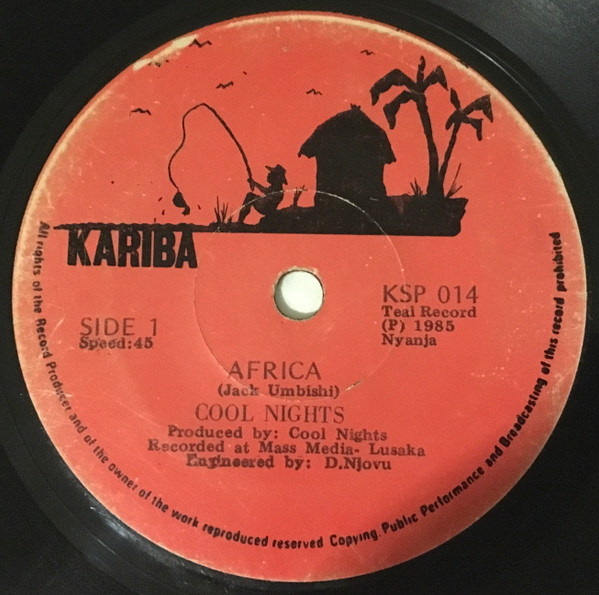 KARIBA
SIDE 1
Speed:45
KSP 014
Teal Record
(P) 1985
Nyanja
AFRICA
(Jack Umbishi)
COOL NIGHTS
Produced by: Cool Nights
Recorded at Mass Media- Lusaka
Engineered by: D.Njovu
All rights of the Record Producer and of the owner of the work reproduced reserved Copying. Public Performance and Broadcasting of this record prohibited